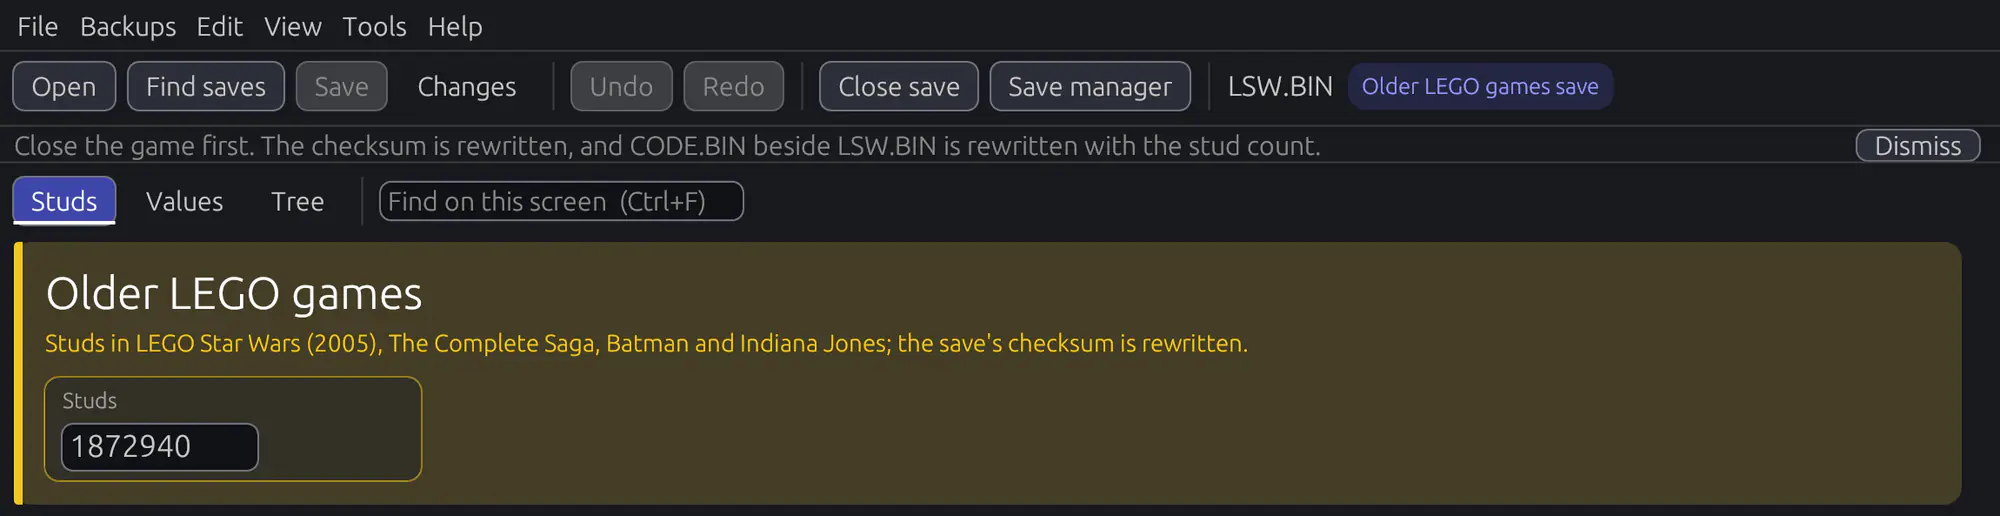 File Backups Edit View Tools Help
Open Find saves Save Changes Undo Redo Close save Save manager LSW.BIN Older LEGO games save
Close the game first. The checksum is rewritten, and CODE.BIN beside LSW.BIN is rewritten with the stud count. Dismiss
Studs Values Tree Find on this screen (Ctrl+F)
Older LEGO games
Studs in LEGO Star Wars (2005), The Complete Saga, Batman and Indiana Jones; the save's checksum is rewritten.
Studs
1872940